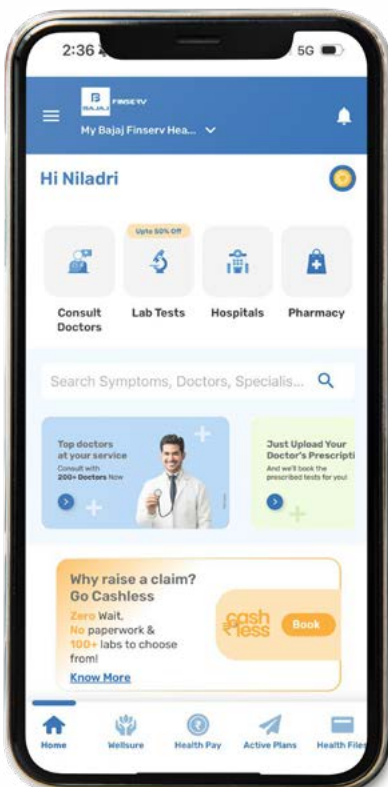 2:36
5G
B
BAJAJ
FINSERV
My Bajaj Finserv Hea...
Hi Niladri
Upto 50% Off
Consult
Doctors
Lab Tests
Hospitals
Pharmacy
Search Symptoms, Doctors, Specialis...
Top doctors
at your service
Consult with
200+ Doctors Now
Just Upload Your
Doctor's Prescripti
And we'll book the
prescribed tests for you!
Why raise a claim?
Go Cashless
Zero Wait,
No paperwork &
100+ labs to choose
from!
Know More
cash
less
Book
Home
Wellsure
Health Pay
Active Plans
Health Files